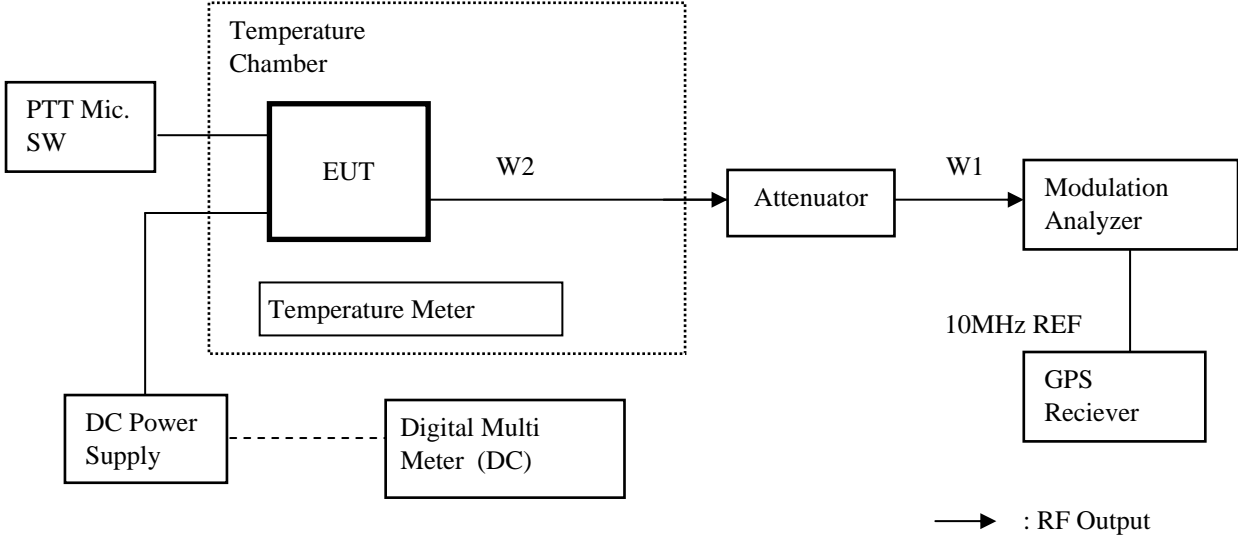 Temperature
Chamber
PTT Mic.
SW
EUT
W2
Attenuator
W1
Modulation
Analyzer
Temperature Meter
10MHz REF
GPS
Reciever
DC Power
Supply
Digital Multi
Meter (DC)
: RF Output